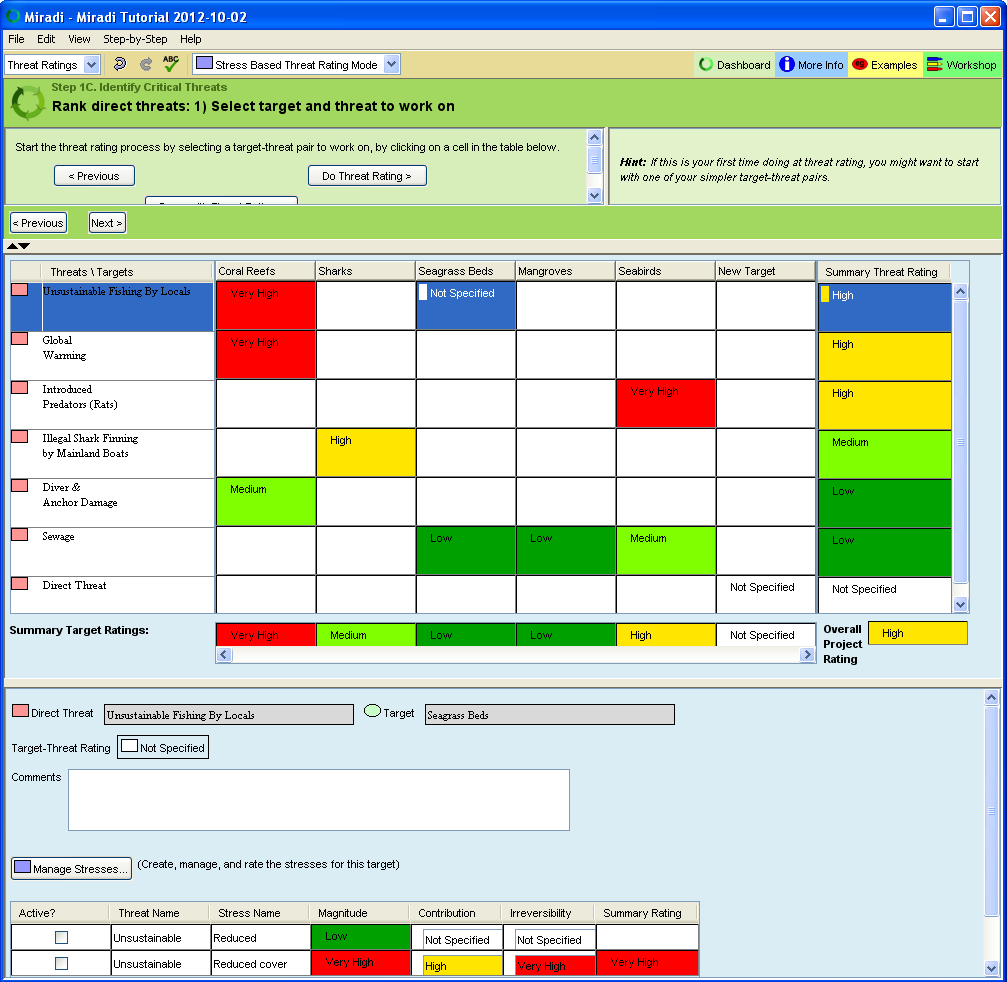 Miradi - Miradi Tutorial 2012-10-02
File Edit View Step-by-Step Help
Threat Ratings ABC Stress Based Threat Rating Mode Dashboard More Info Examples Workshop
Step 1C. Identify Critical Threats
Rank direct threats: 1) Select target and threat to work on
Start the threat rating process by selecting a target-threat pair to work on, by clicking on a cell in the table below.
< Previous Do Threat Rating >
Hint: If this is your first time doing at threat rating, you might want to start
with one of your simpler target-threat pairs.
< Previous Next >
Threats \ Targets Coral Reefs Sharks Seagrass Beds Mangroves Seabirds New Target Summary Threat Rating
Unsustainable Fishing By Locals Very High Not Specified High
Global
Warming Very High High
Introduced
Predators (Rats) Very High High
Illegal Shark Finning
by Mainland Boats High Medium
Diver &
Anchor Damage Medium Low
Sewage Low Low Medium Low
Direct Threat Not Specified Not Specified
Summary Target Ratings: Very High Medium Low Low High Not Specified
Overall
Project
Rating
High
Direct Threat Unsustainable Fishing By Locals Target Seagrass Beds
Target-Threat Rating Not Specified
Comments
Manage Stresses... (Create, manage, and rate the stresses for this target)
Active? Threat Name Stress Name Magnitude Contribution Irreversibility Summary Rating
Unsustainable Reduced Low Not Specified Not Specified
Unsustainable Reduced cover Very High High Very High Very High